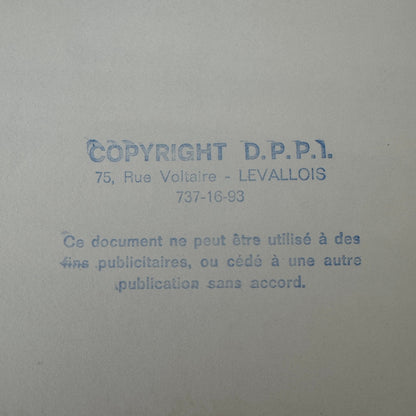 COPYRIGHT D.P.P.I.
75, Rue Voltaire - LEVALLOIS
737-16-93
Ce document ne peut être utilisé à des
fins publicitaires, ou cédé à une autre
publication sans accord.